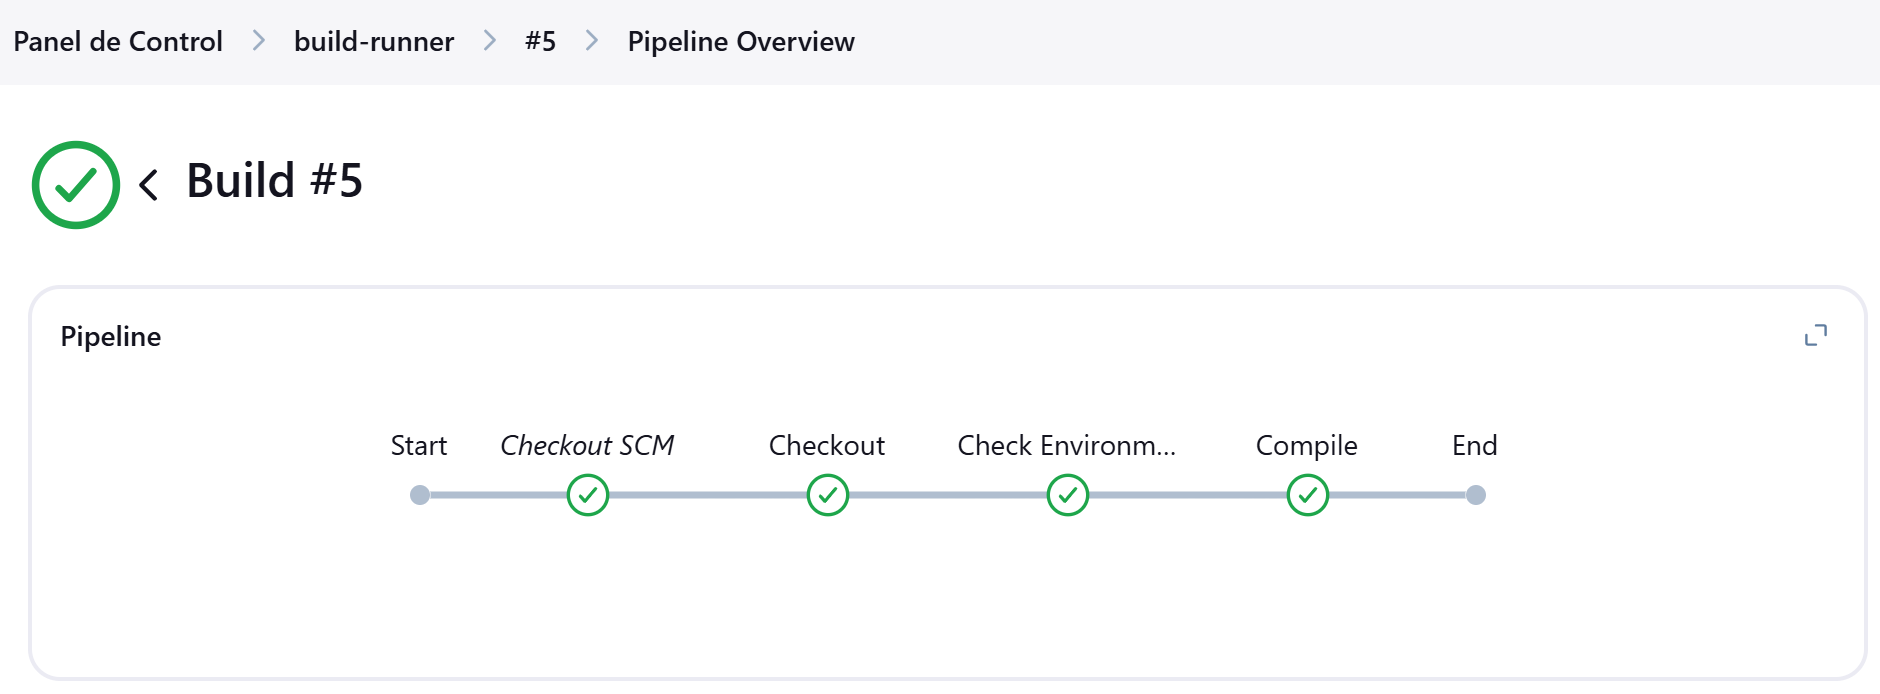 Panel de Control > build-runner > #5 > Pipeline Overview
Build #5
Pipeline
Start Checkout SCM Checkout Check Environm... Compile End